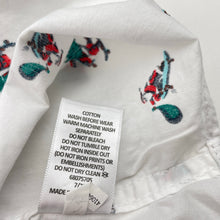 COTTON
WASH BEFORE WEAR
WARM MACHINE WASH
SEPARATELY
DO NOT BLEACH
DO NOT TUMBLE DRY
HOT IRON INSIDE OUT
(DO NOT IRON PRINTS OR
EMBELLISHMENTS)
DO NOT DRY CLEAN
68075705
MADE